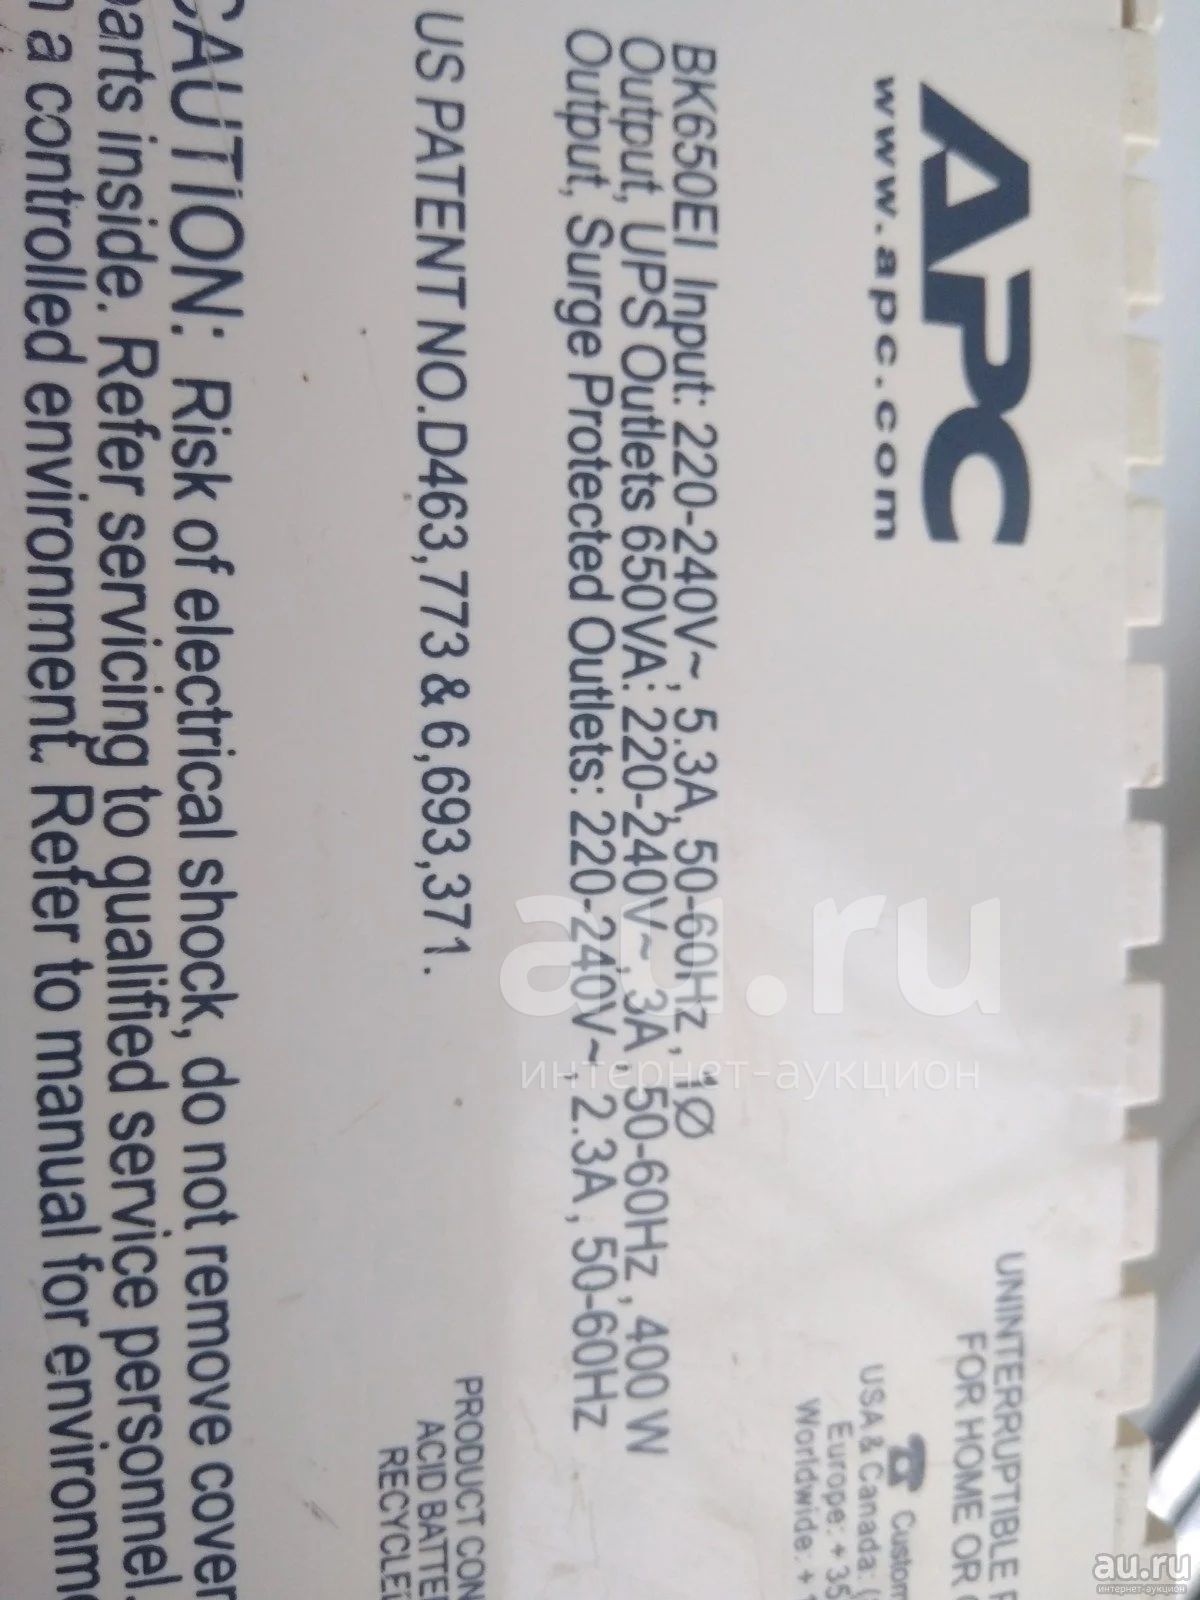 APC
www.apc.com
UNINTERRUPTIBLE
FOR HOME OR
USA & Canada:
Europe: +35
Worldwide: +
BK650EI Input: 220-240V~, 5.3A, 50-60Hz, 1Ø
Output, UPS Outlets 650VA: 220-240V~, 3A, 50-60Hz, 400 W
Output, Surge Protected Outlets: 220-240V~, 2.3A, 50-60Hz
US PATENT NO.D463,773 & 6,693,371.
PRODUCT CON
ACID BATTE
RECYCLE
CAUTION: Risk of electrical shock, do not remove cover
parts inside. Refer servicing to qualified service personnel.
a controlled environment. Refer to manual for environme
au.ru
интернет-аукцион
au.ru
интернет-аукцион